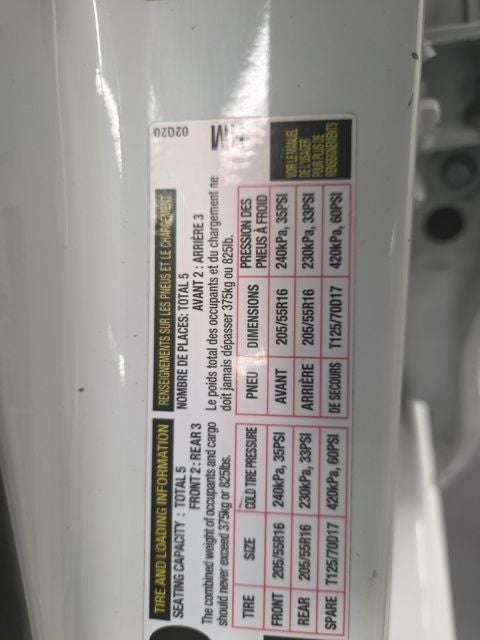 TIRE AND LOADING INFORMATION
SEATING CAPACITY : TOTAL 5
FRONT 2 : REAR 3
The combined weight of occupants and cargo
should never exceed 375kg or 825lbs.
TIRE SIZE COLD TIRE PRESSURE
FRONT 205/55R16 240kPa, 35PSI
REAR 205/55R16 230kPa, 33PSI
SPARE T125/70D17 420kPa, 60PSI
RENSEIGNEMENTS SUR LES PNEUS ET LE CHARGEMENT
NOMBRE DE PLACES: TOTAL 5
AVANT 2 : ARRIÈRE 3
Le poids total des occupants et du chargement ne
doit jamais dépasser 375kg ou 825lb.
PNEU DIMENSIONS PRESSION DES
PNEUS À FROID
AVANT 205/55R16 240kPa, 35PSI
ARRIÈRE 205/55R16 230kPa, 33PSI
DE SECOURS T125/70D17 420kPa, 60PSI
VOIR LE MANUEL
DE L'USAGER
POUR PLUS DE
RENSEIGNEMENTS
02Q20